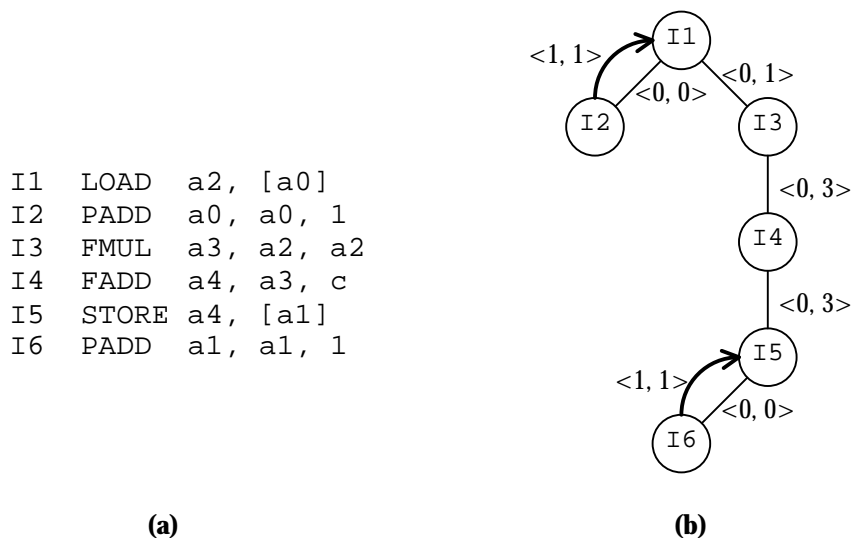 I1 LOAD a2, [a0]
I2 PADD a0, a0, 1
I3 FMUL a3, a2, a2
I4 FADD a4, a3, c
I5 STORE a4, [a1]
I6 PADD a1, a1, 1
(a)
I1
<1, 1>
<0, 1>
<0, 0>
I2
I3
<0, 3>
I4
<0, 3>
I5
<1, 1>
<0, 0>
I6
(b)